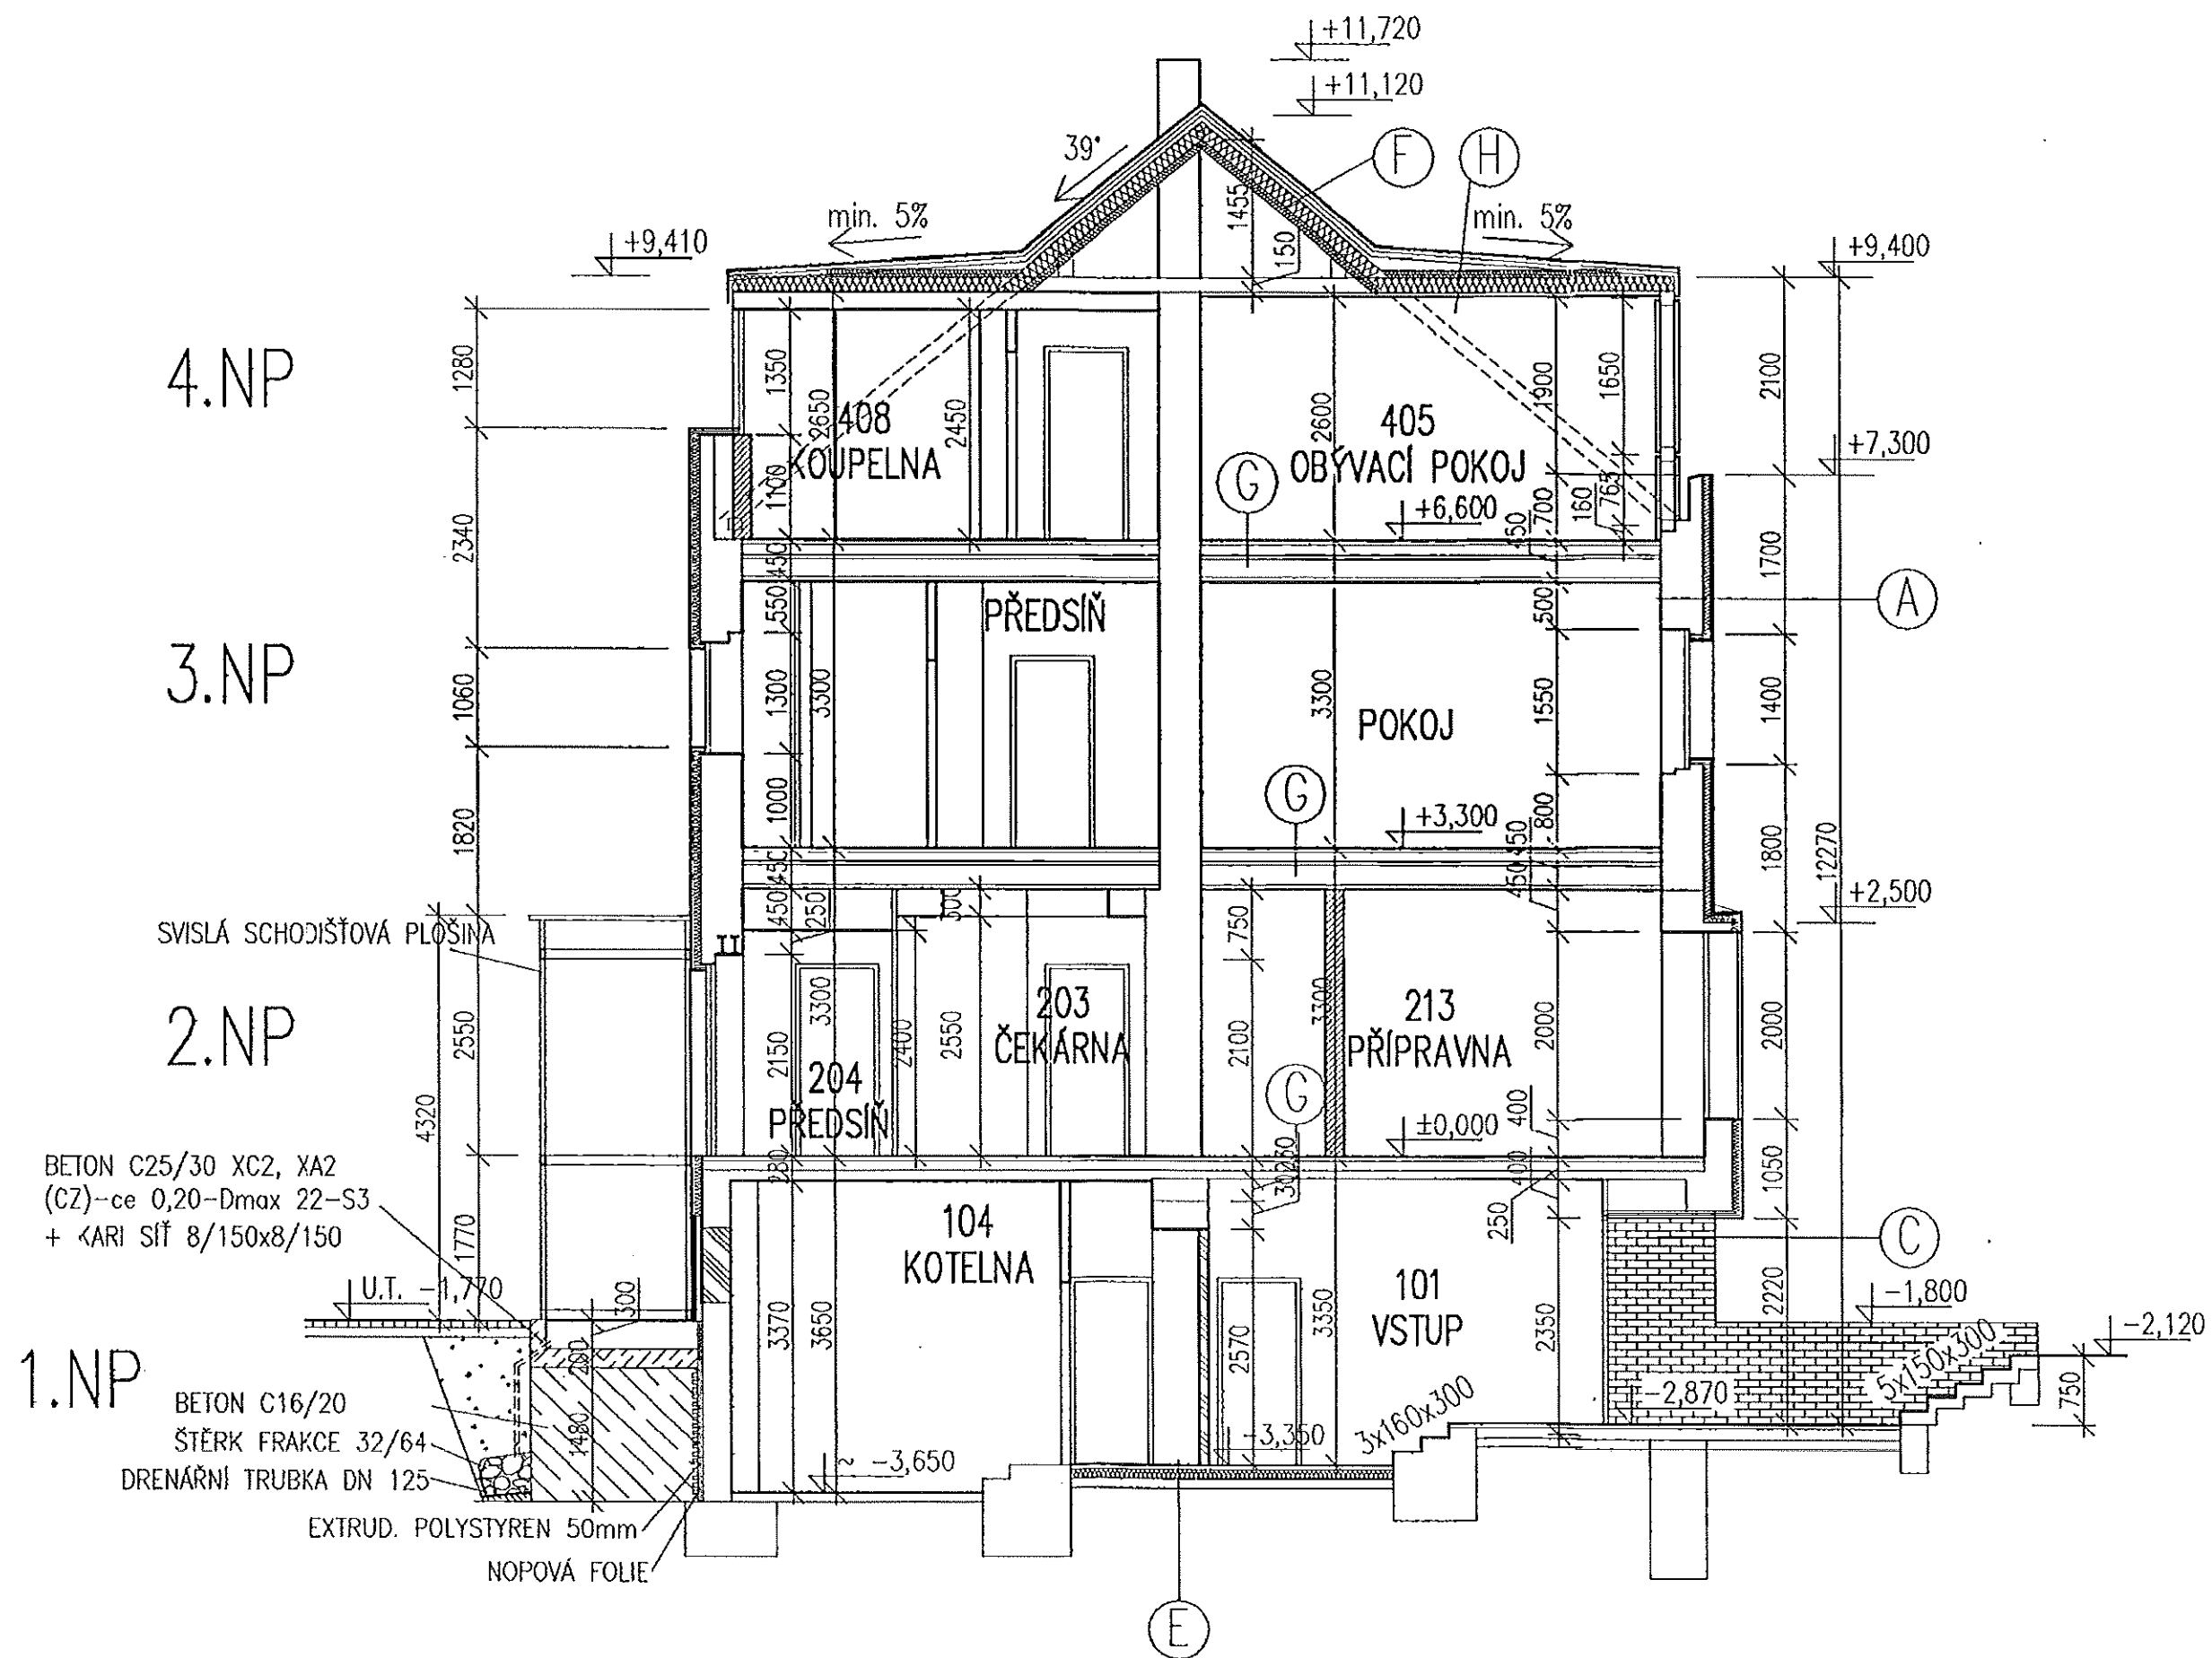 +11,720
+11,120
39°
F
H
min. 5%
min. 5%
+9,410
+9,400
1455
150
4.NP
1280
1350
2650
2450
2600
1900
1650
2100
408
KOUPELNA
405
OBÝVACÍ POKOJ
G
+7,300
1100
+6,600
700
160
765
2340
450
1700
A
3.NP
550
PŘEDSÍŇ
500
1060
1300
3300
3300
1550
1400
POKOJ
G
1000
+3,300
800
1820
450
450
1800
12270
450
250
750
+2,500
SVISLÁ SCHODIŠŤOVÁ PLOŠINA
2.NP
2550
3300
2150
2400
2550
203
ČEKÁRNA
2100
3300
213
PŘÍPRAVNA
2000
2000
204
PŘEDSÍŇ
G
400
4320
±0,000
BETON C25/30 XC2, XA2
(CZ)-ce 0,20-Dmax 22-S3
+ KARI SÍŤ 8/150x8/150
280
400
1050
250
1770
104
KOTELNA
C
U.T. -1,770
300
101
VSTUP
-1,800
2220
-2,120
1.NP
200
3370
3650
2570
3350
2350
5x150x300
750
BETON C16/20
ŠTĚRK FRAKCE 32/64
DRENÁŘNÍ TRUBKA DN 125
1480
3x160x300
-2,870
-3,350
-3,650
EXTRUD. POLYSTYREN 50mm
NOPOVÁ FOLIE
E